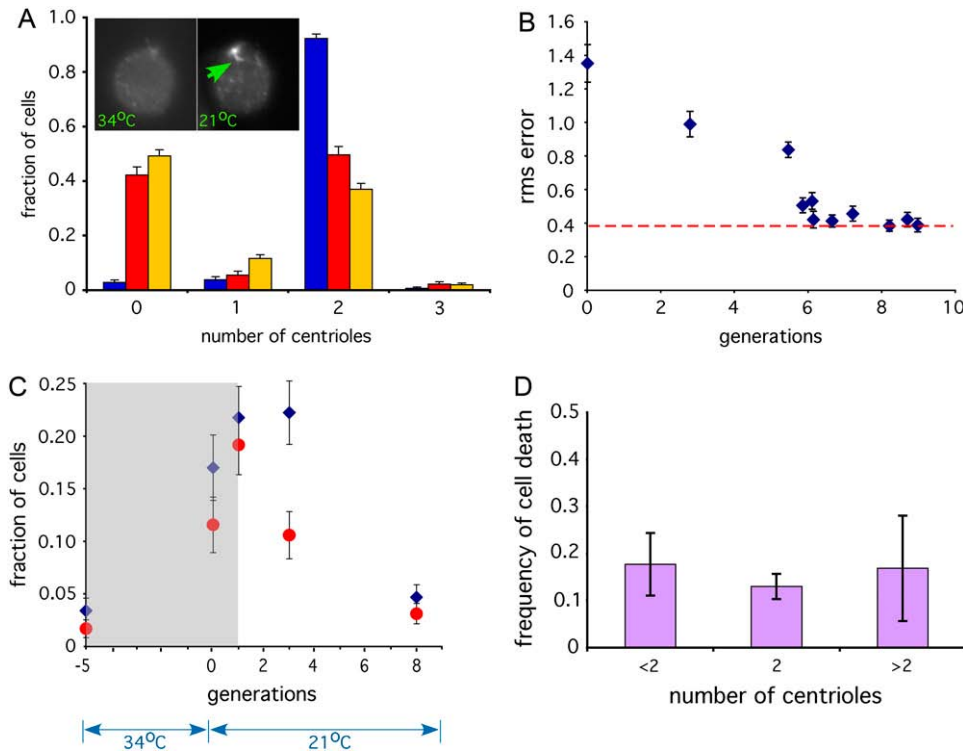 A
1.0
0.8
0.6
0.4
0.2
0
fraction of cells
34°C
21°C
0
1
2
3
number of centrioles
B
1.6
1.4
1.2
1.0
0.8
0.6
0.4
0.2
0
rms error
0
2
4
6
8
10
generations
C
0.25
0.20
0.15
0.10
0.05
0
fraction of cells
-5
0
2
4
6
8
generations
34°C
21°C
D
0.5
0.4
0.3
0.2
0.1
0
frequency of cell death
<2
2
>2
number of centrioles